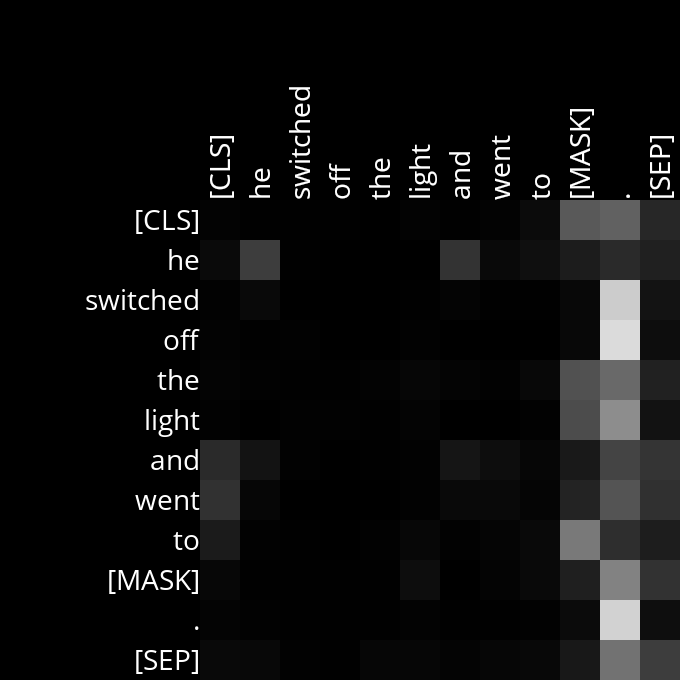 [CLS] he switched off the light and went to [MASK] . [SEP]
[CLS]
he
switched
off
the
light
and
went
to
[MASK]
.
[SEP]